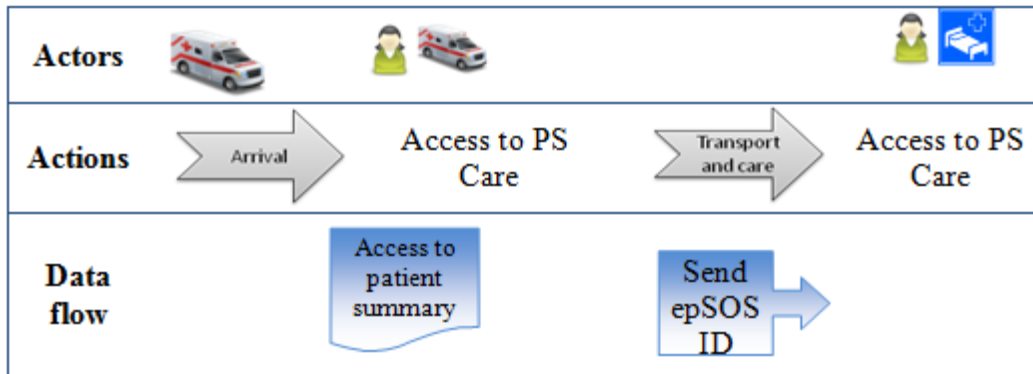 Actors
Actions
Arrival
Access to PS
Care
Transport
and care
Access to PS
Care
Data
flow
Access to
patient
summary
Send
epSOS
ID